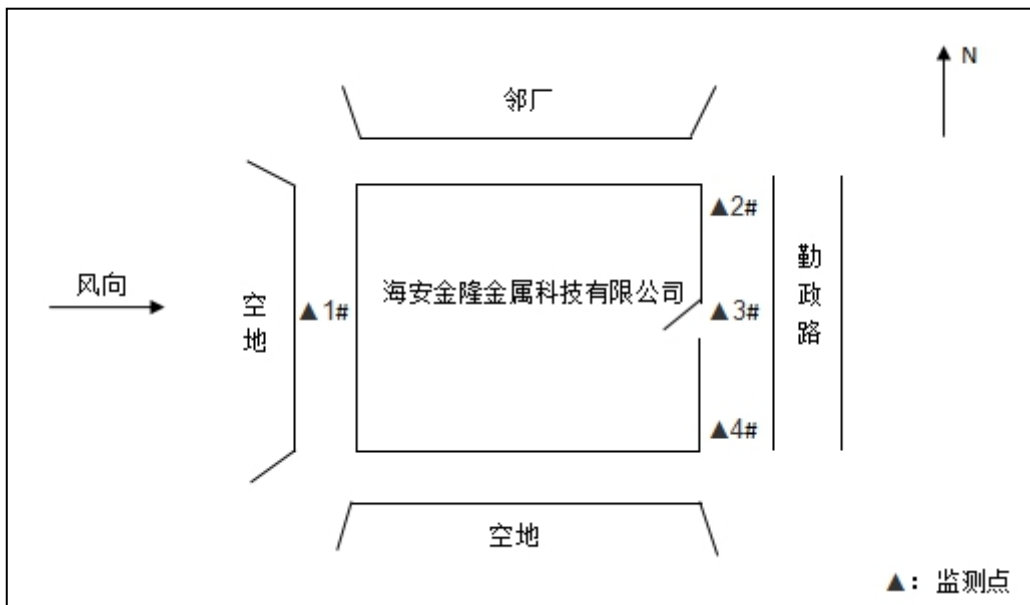 邻厂
N
▲2#
风向
空地
▲1#
海安金隆金属科技有限公司
▲3#
勤政路
▲4#
空地
▲：监测点